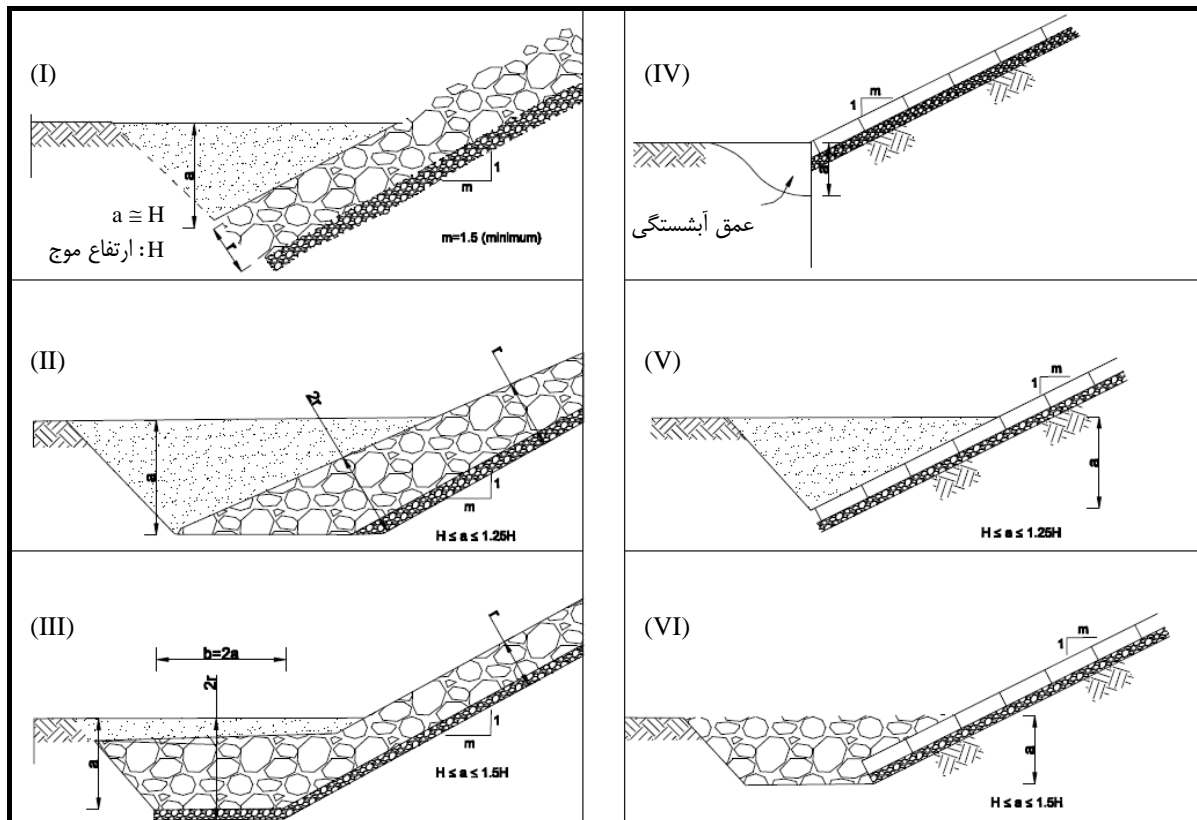 (I)
a
1
m
r
a ≅ H
H: ارتفاع موج
m=1.5 (minimum)
(II)
r
2r
a
1
m
H ≤ a ≤ 1.25H
(III)
b=2a
r
2r
a
1
m
H ≤ a ≤ 1.5H
(IV)
m
1
a
عمق آبشستگی
(V)
m
1
a
H ≤ a ≤ 1.25H
(VI)
m
1
a
H ≤ a ≤ 1.5H